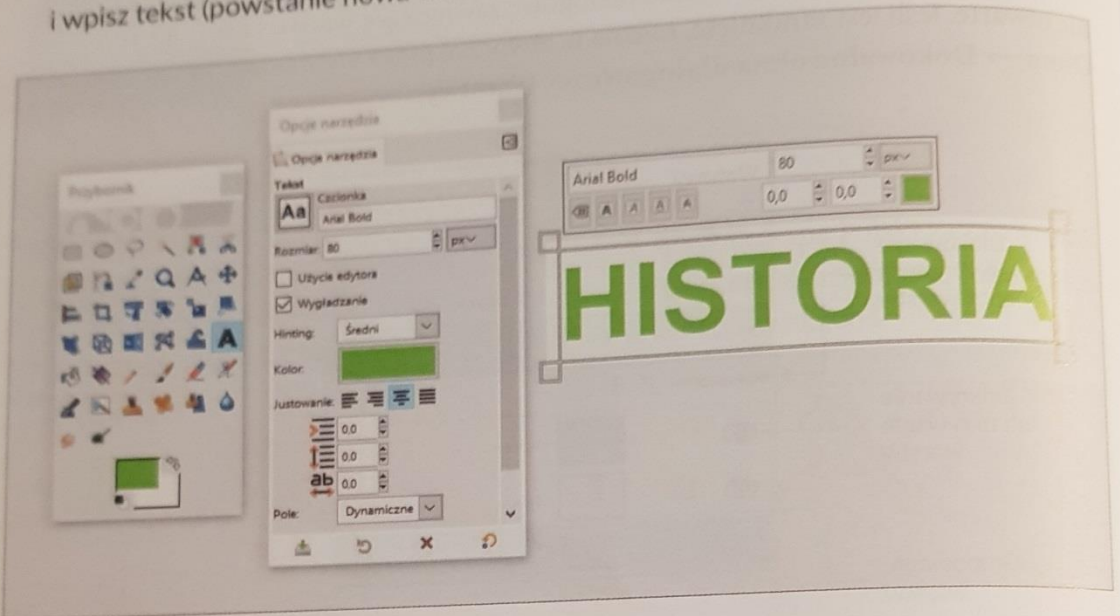 i wpisz tekst (powstanie
Przybornik
Opcje narzędzia
Opcje narzędzia
Tekst
Aa
Czcionka
Arial Bold
Rozmiar: 80 px
Użycie edytora
Wygładzanie
Hinting: Średni
Kolor:
Justowanie:
0,0
0,0
ab 0,0
Pole: Dynamiczne
Arial Bold 80 px
A A A A 0,0 0,0
HISTORIA